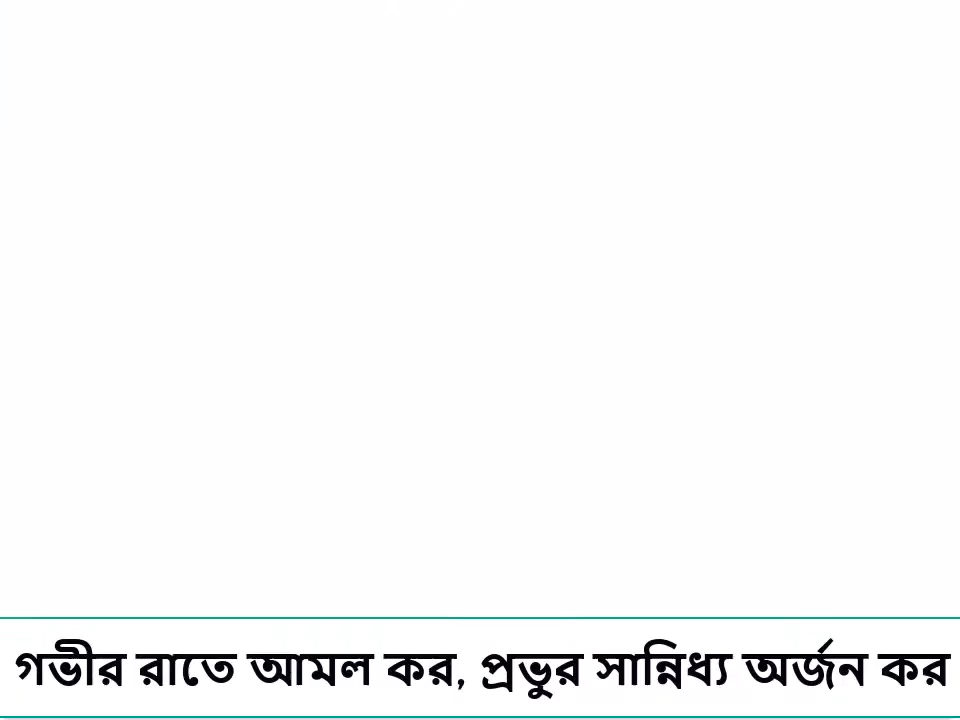 গভীর রাতে আমল কর, প্রভুর সান্নিধ্য অর্জন কর